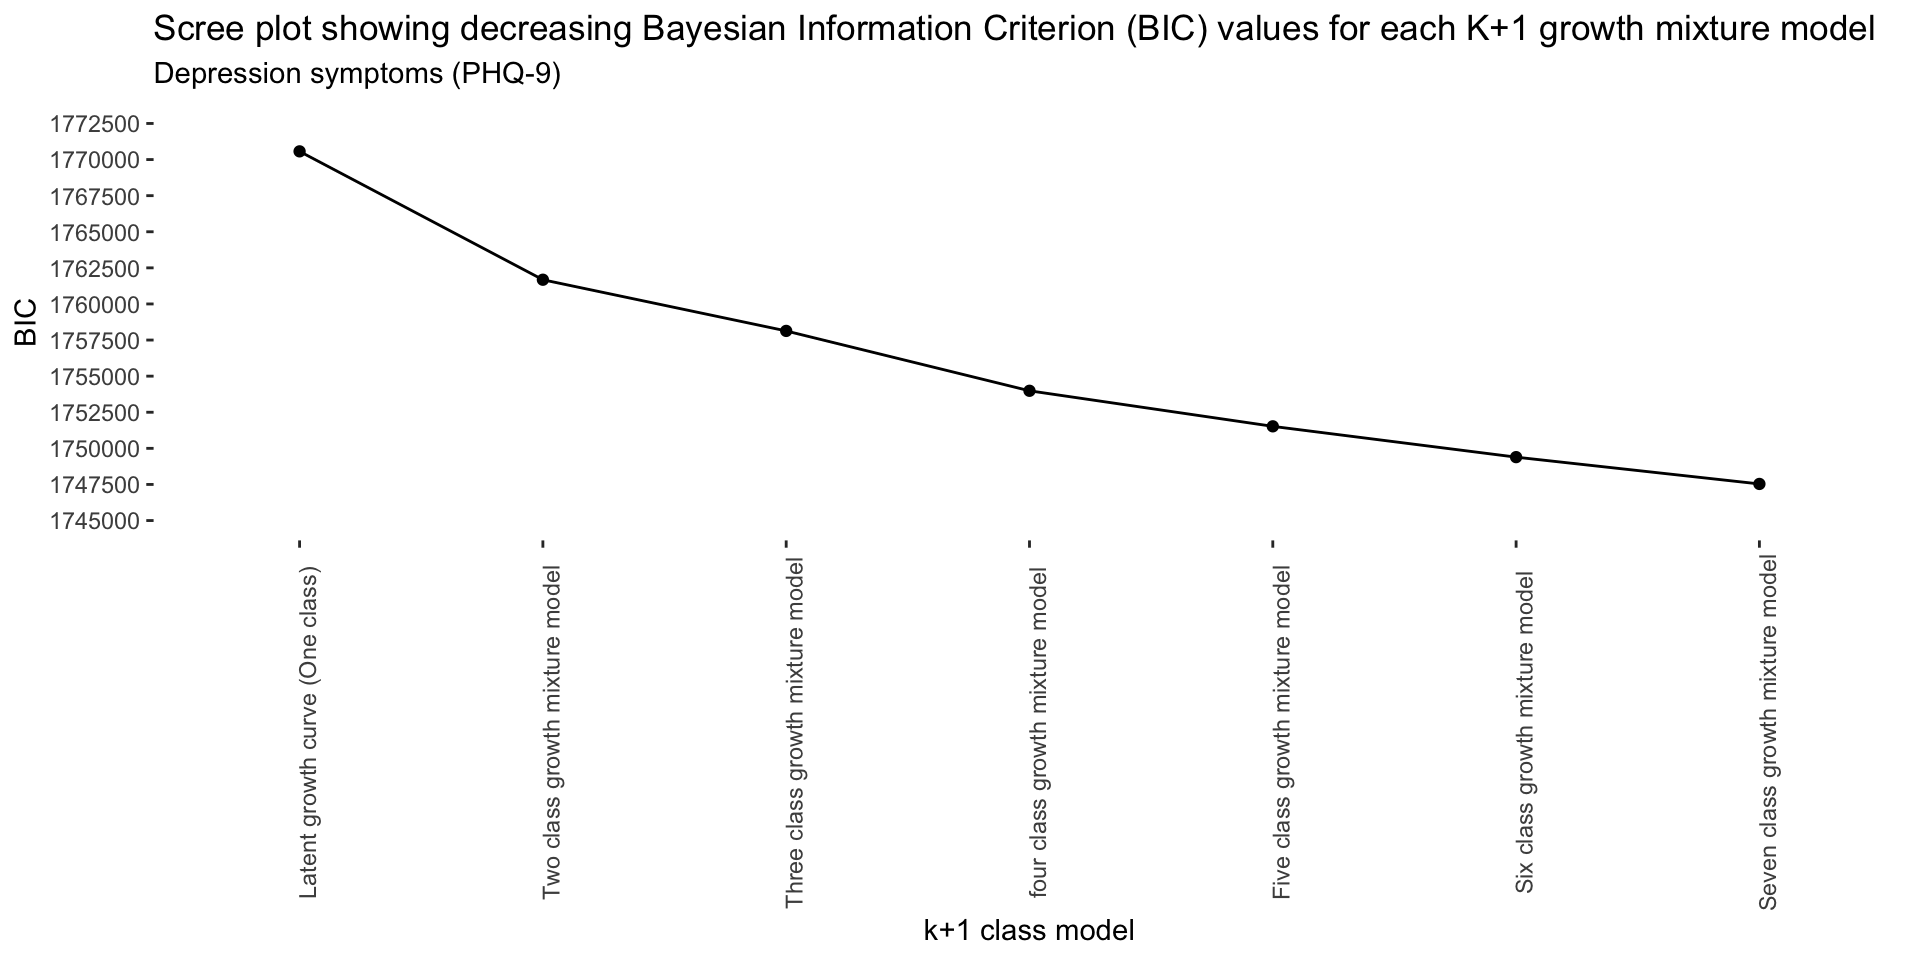 Scree plot showing decreasing Bayesian Information Criterion (BIC) values for each K+1 growth mixture model
Depression symptoms (PHQ-9)
1772500
1770000
1767500
1765000
1762500
1760000
1757500
1755000
1752500
1750000
1747500
1745000
BIC
Latent growth curve (One class)
Two class growth mixture model
Three class growth mixture model
four class growth mixture model
Five class growth mixture model
Six class growth mixture model
Seven class growth mixture model
k+1 class model